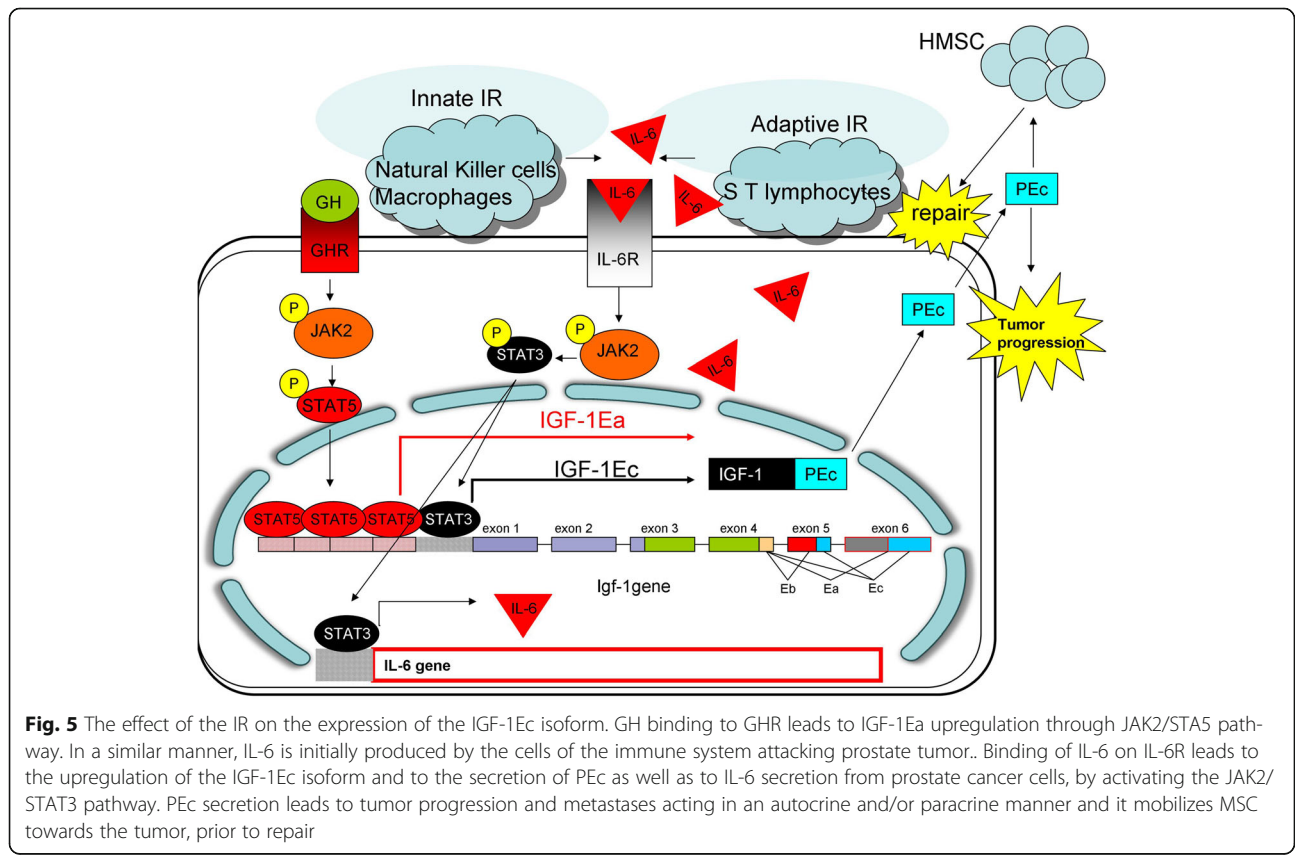 HMSC
Innate IR
IL-6
Adaptive IR
Natural Killer cells
Macrophages
S T lymphocytes
PEc
GH
IL-6
IL-6
repair
GHR
IL-6R
IL-6
PEc
P
JAK2
P
P
STAT3
JAK2
Tumor
progression
IL-6
P
STAT5
IGF-1Ea
IGF-1Ec
IGF-1
PEc
STAT5
STAT5
STAT5
STAT3
exon 1
exon 2
exon 3
exon 4
exon 5
exon 6
Igf-1gene
Eb
Ea
Ec
IL-6
STAT3
IL-6 gene
Fig. 5 The effect of the IR on the expression of the IGF-1Ec isoform. GH binding to GHR leads to IGF-1Ea upregulation through JAK2/STA5 path-
way. In a similar manner, IL-6 is initially produced by the cells of the immune system attacking prostate tumor.. Binding of IL-6 on IL-6R leads to
the upregulation of the IGF-1Ec isoform and to the secretion of PEc as well as to IL-6 secretion from prostate cancer cells, by activating the JAK2/
STAT3 pathway. PEc secretion leads to tumor progression and metastases acting in an autocrine and/or paracrine manner and it mobilizes MSC
towards the tumor, prior to repair